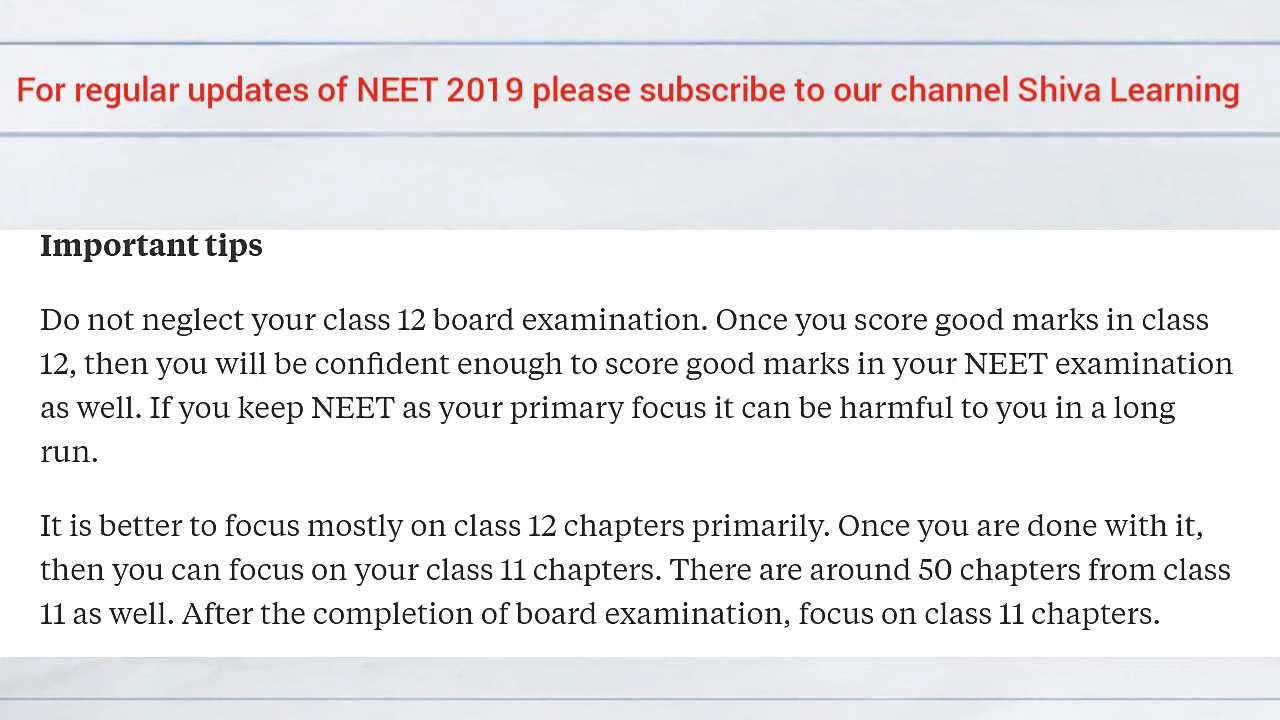 For regular updates of NEET 2019 please subscribe to our channel Shiva Learning
Important tips
Do not neglect your class 12 board examination. Once you score good marks in class
12, then you will be confident enough to score good marks in your NEET examination
as well. If you keep NEET as your primary focus it can be harmful to you in a long
run.
It is better to focus mostly on class 12 chapters primarily. Once you are done with it,
then you can focus on your class 11 chapters. There are around 50 chapters from class
11 as well. After the completion of board examination, focus on class 11 chapters.